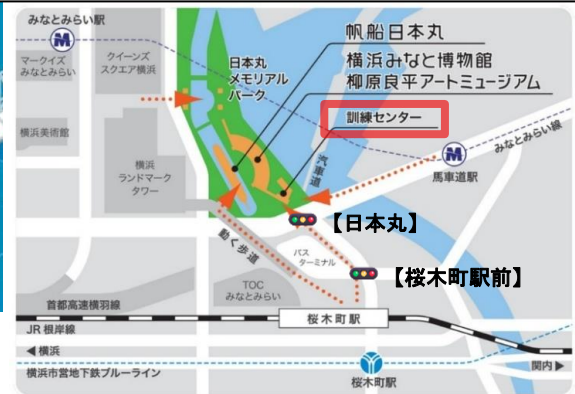 みなとみらい駅
マークイズ
みなとみらい
クイーンズ
スクエア横浜
日本丸
メモリアル
パーク
帆船日本丸
横浜みなと博物館
柳原良平アートミュージアム
訓練センター
みなとみらい線
馬車道駅
汽車道
横浜美術館
横浜
ランドマーク
タワー
【日本丸】
動く歩道
バス
ターミナル
【桜木町駅前】
TOC
みなとみらい
首都高速横羽線
桜木町駅
JR 根岸線
◀横浜
関内▶
横浜市営地下鉄ブルーライン
桜木町駅